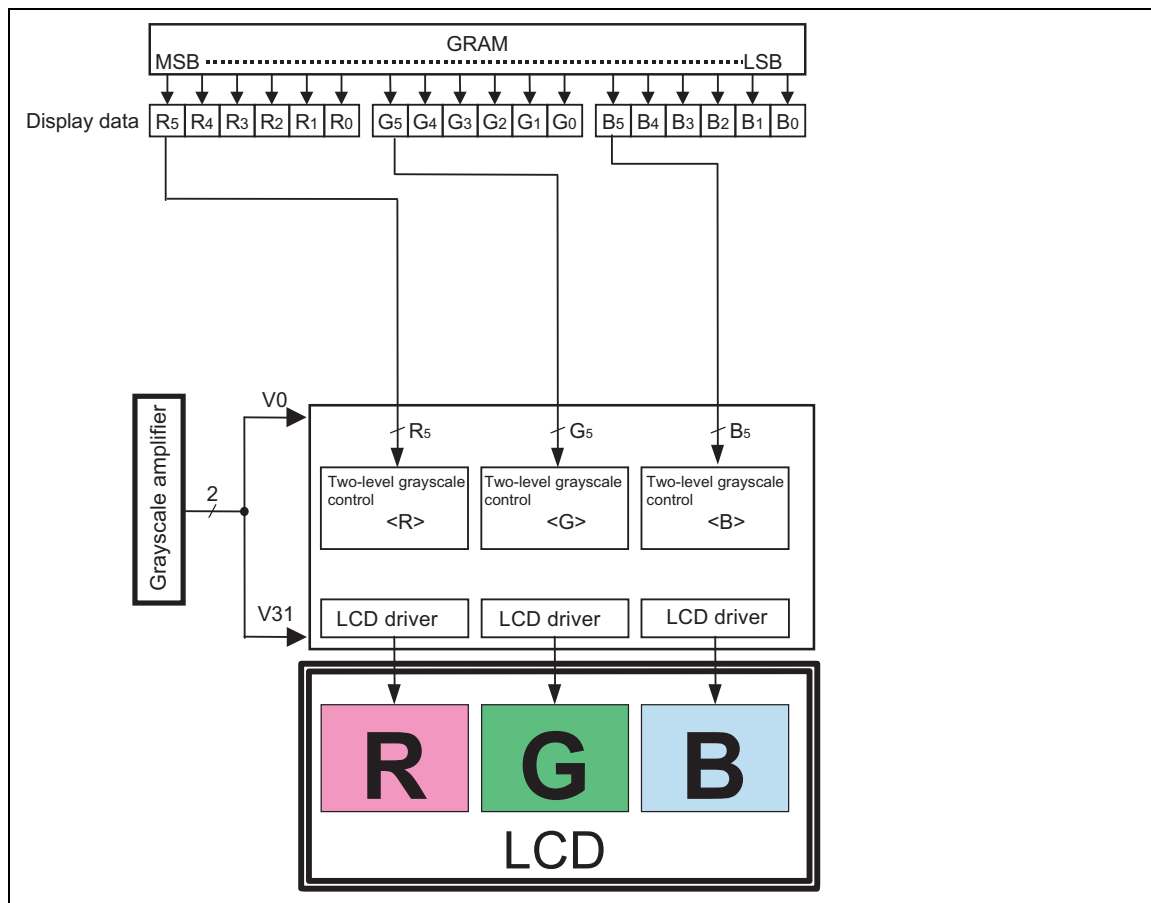 GRAM
MSB LSB
Display data R5 R4 R3 R2 R1 R0 G5 G4 G3 G2 G1 G0 B5 B4 B3 B2 B1 B0
V0
R5 G5 B5
Grayscale amplifier
2
Two-level grayscale control <R>
Two-level grayscale control <G>
Two-level grayscale control <B>
V31
LCD driver LCD driver LCD driver
R G B
LCD